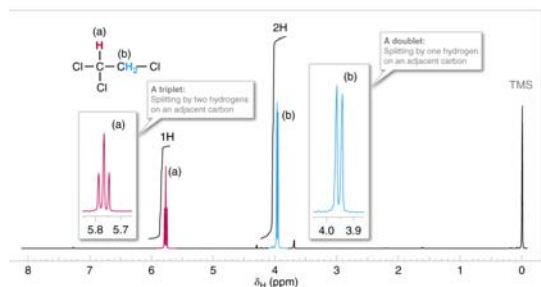 (a)
H
(b)
Cl–C–CH₂–Cl
Cl
A triplet:
Splitting by two hydrogens
on an adjacent carbon
(a)
5.8 5.7
1H
(a)
2H
(b)
A doublet:
Splitting by one hydrogen
on an adjacent carbon
(b)
4.0 3.9
TMS
8 7 6 5 4 3 2 1 0
δH (ppm)